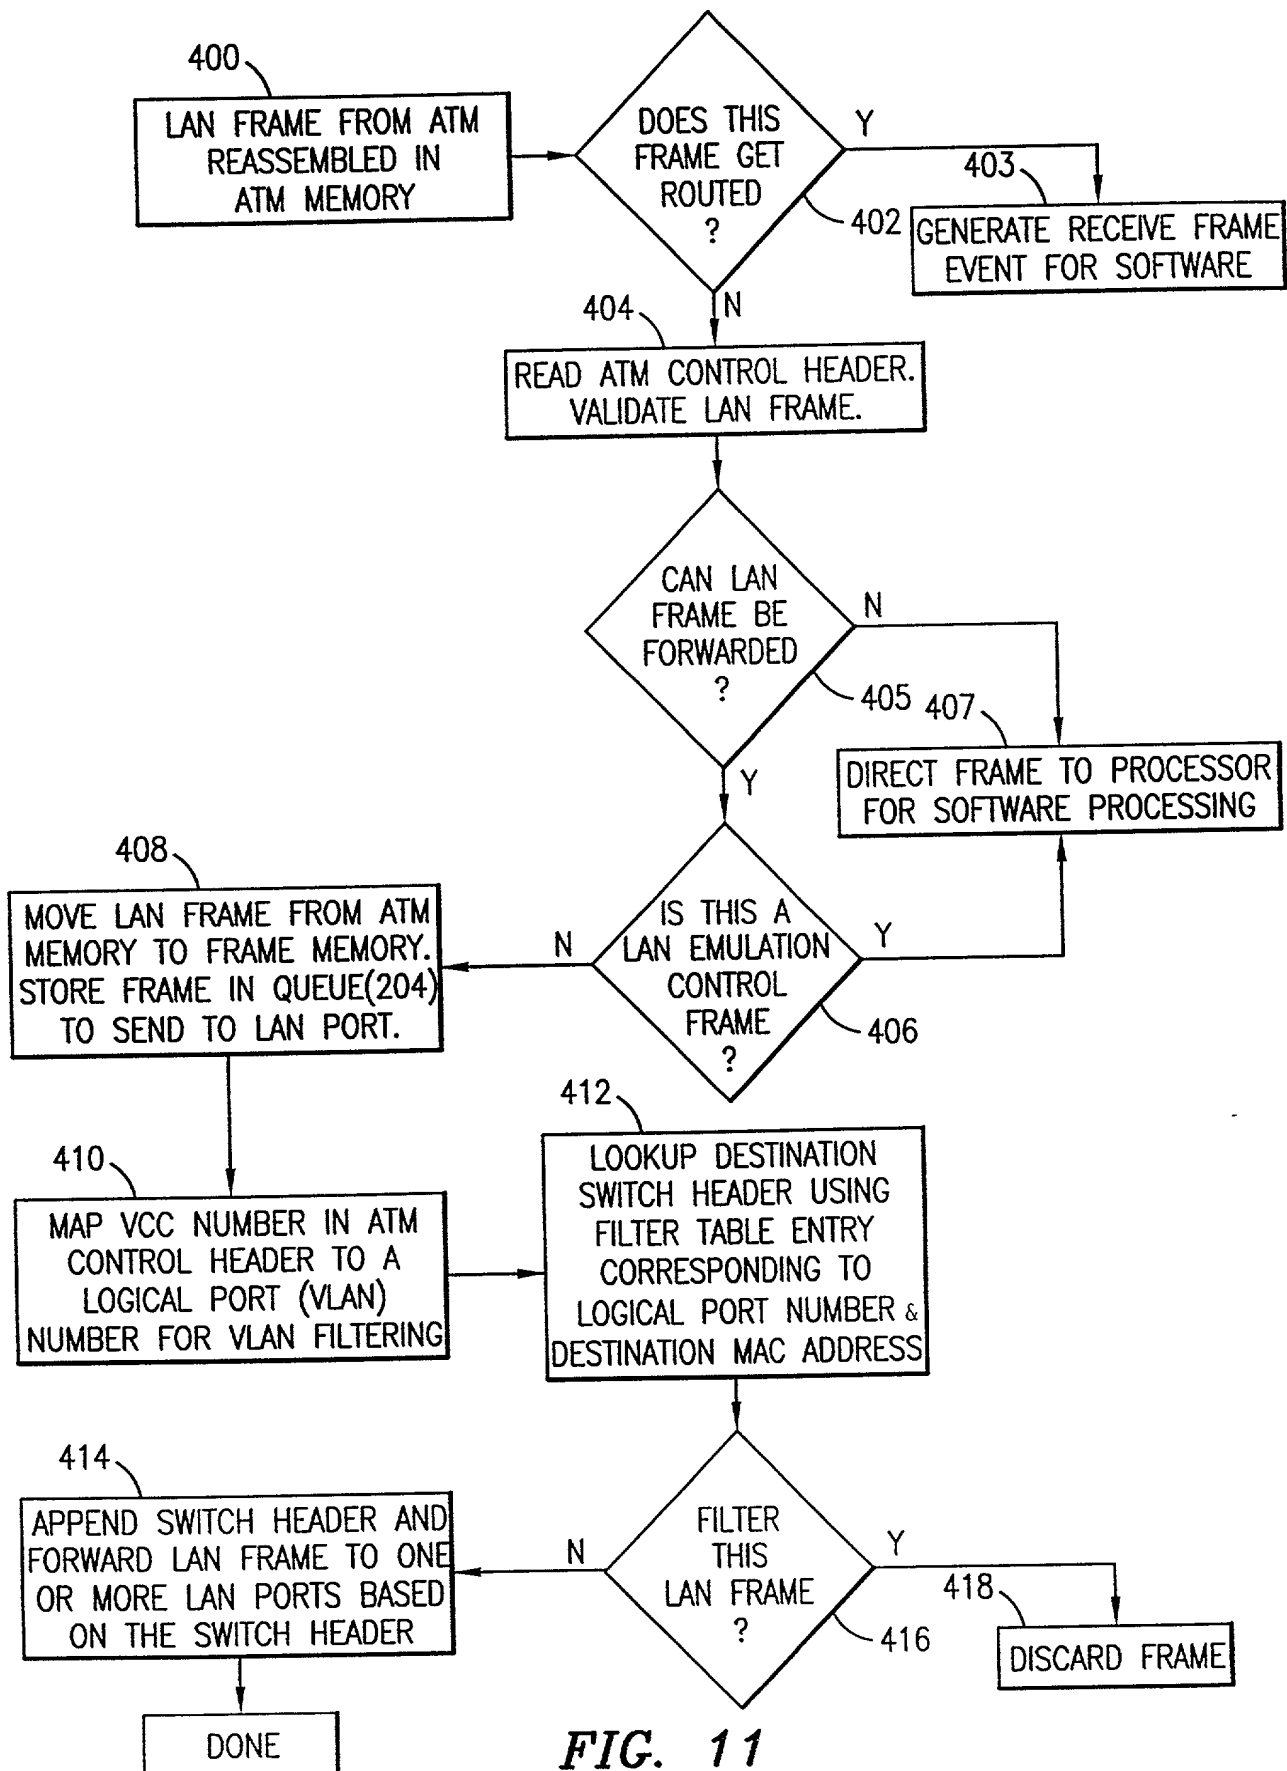 400
LAN FRAME FROM ATM
REASSEMBLED IN
ATM MEMORY
DOES THIS
FRAME GET
ROUTED
?
402
Y
403
GENERATE RECEIVE FRAME
EVENT FOR SOFTWARE
N
404
READ ATM CONTROL HEADER.
VALIDATE LAN FRAME.
CAN LAN
FRAME BE
FORWARDED
?
405
N
407
DIRECT FRAME TO PROCESSOR
FOR SOFTWARE PROCESSING
Y
IS THIS A
LAN EMULATION
CONTROL
FRAME
?
406
Y
N
408
MOVE LAN FRAME FROM ATM
MEMORY TO FRAME MEMORY.
STORE FRAME IN QUEUE(204)
TO SEND TO LAN PORT.
410
MAP VCC NUMBER IN ATM
CONTROL HEADER TO A
LOGICAL PORT (VLAN)
NUMBER FOR VLAN FILTERING
412
LOOKUP DESTINATION
SWITCH HEADER USING
FILTER TABLE ENTRY
CORRESPONDING TO
LOGICAL PORT NUMBER &
DESTINATION MAC ADDRESS
FILTER
THIS
LAN FRAME
?
416
Y
418
DISCARD FRAME
N
414
APPEND SWITCH HEADER AND
FORWARD LAN FRAME TO ONE
OR MORE LAN PORTS BASED
ON THE SWITCH HEADER
DONE
FIG. 11